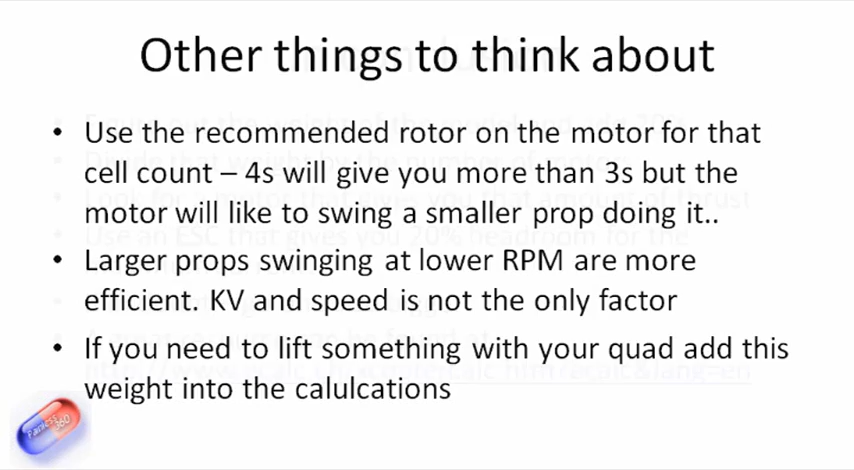 Other things to think about
• Use the recommended rotor on the motor for that
cell count – 4s will give you more than 3s but the
motor will like to swing a smaller prop doing it..
• Larger props swinging at lower RPM are more
efficient. KV and speed is not the only factor
• If you need to lift something with your quad add this
weight into the calulcations
Painless360